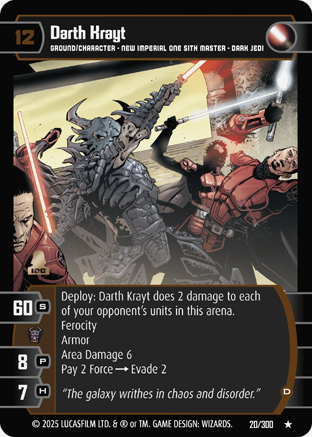 12
Darth Krayt
GROUND/CHARACTER • NEW IMPERIAL ONE SITH MASTER • DARK JEDI
60 S
8 P
7 H
Deploy: Darth Krayt does 2 damage to each
of your opponent's units in this arena.
Ferocity
Armor
Area Damage 6
Pay 2 Force → Evade 2
"The galaxy writhes in chaos and disorder."
D
© 2025 LUCASFILM LTD. & ® OR TM. GAME DESIGN: WIZARDS.
20/300 ★